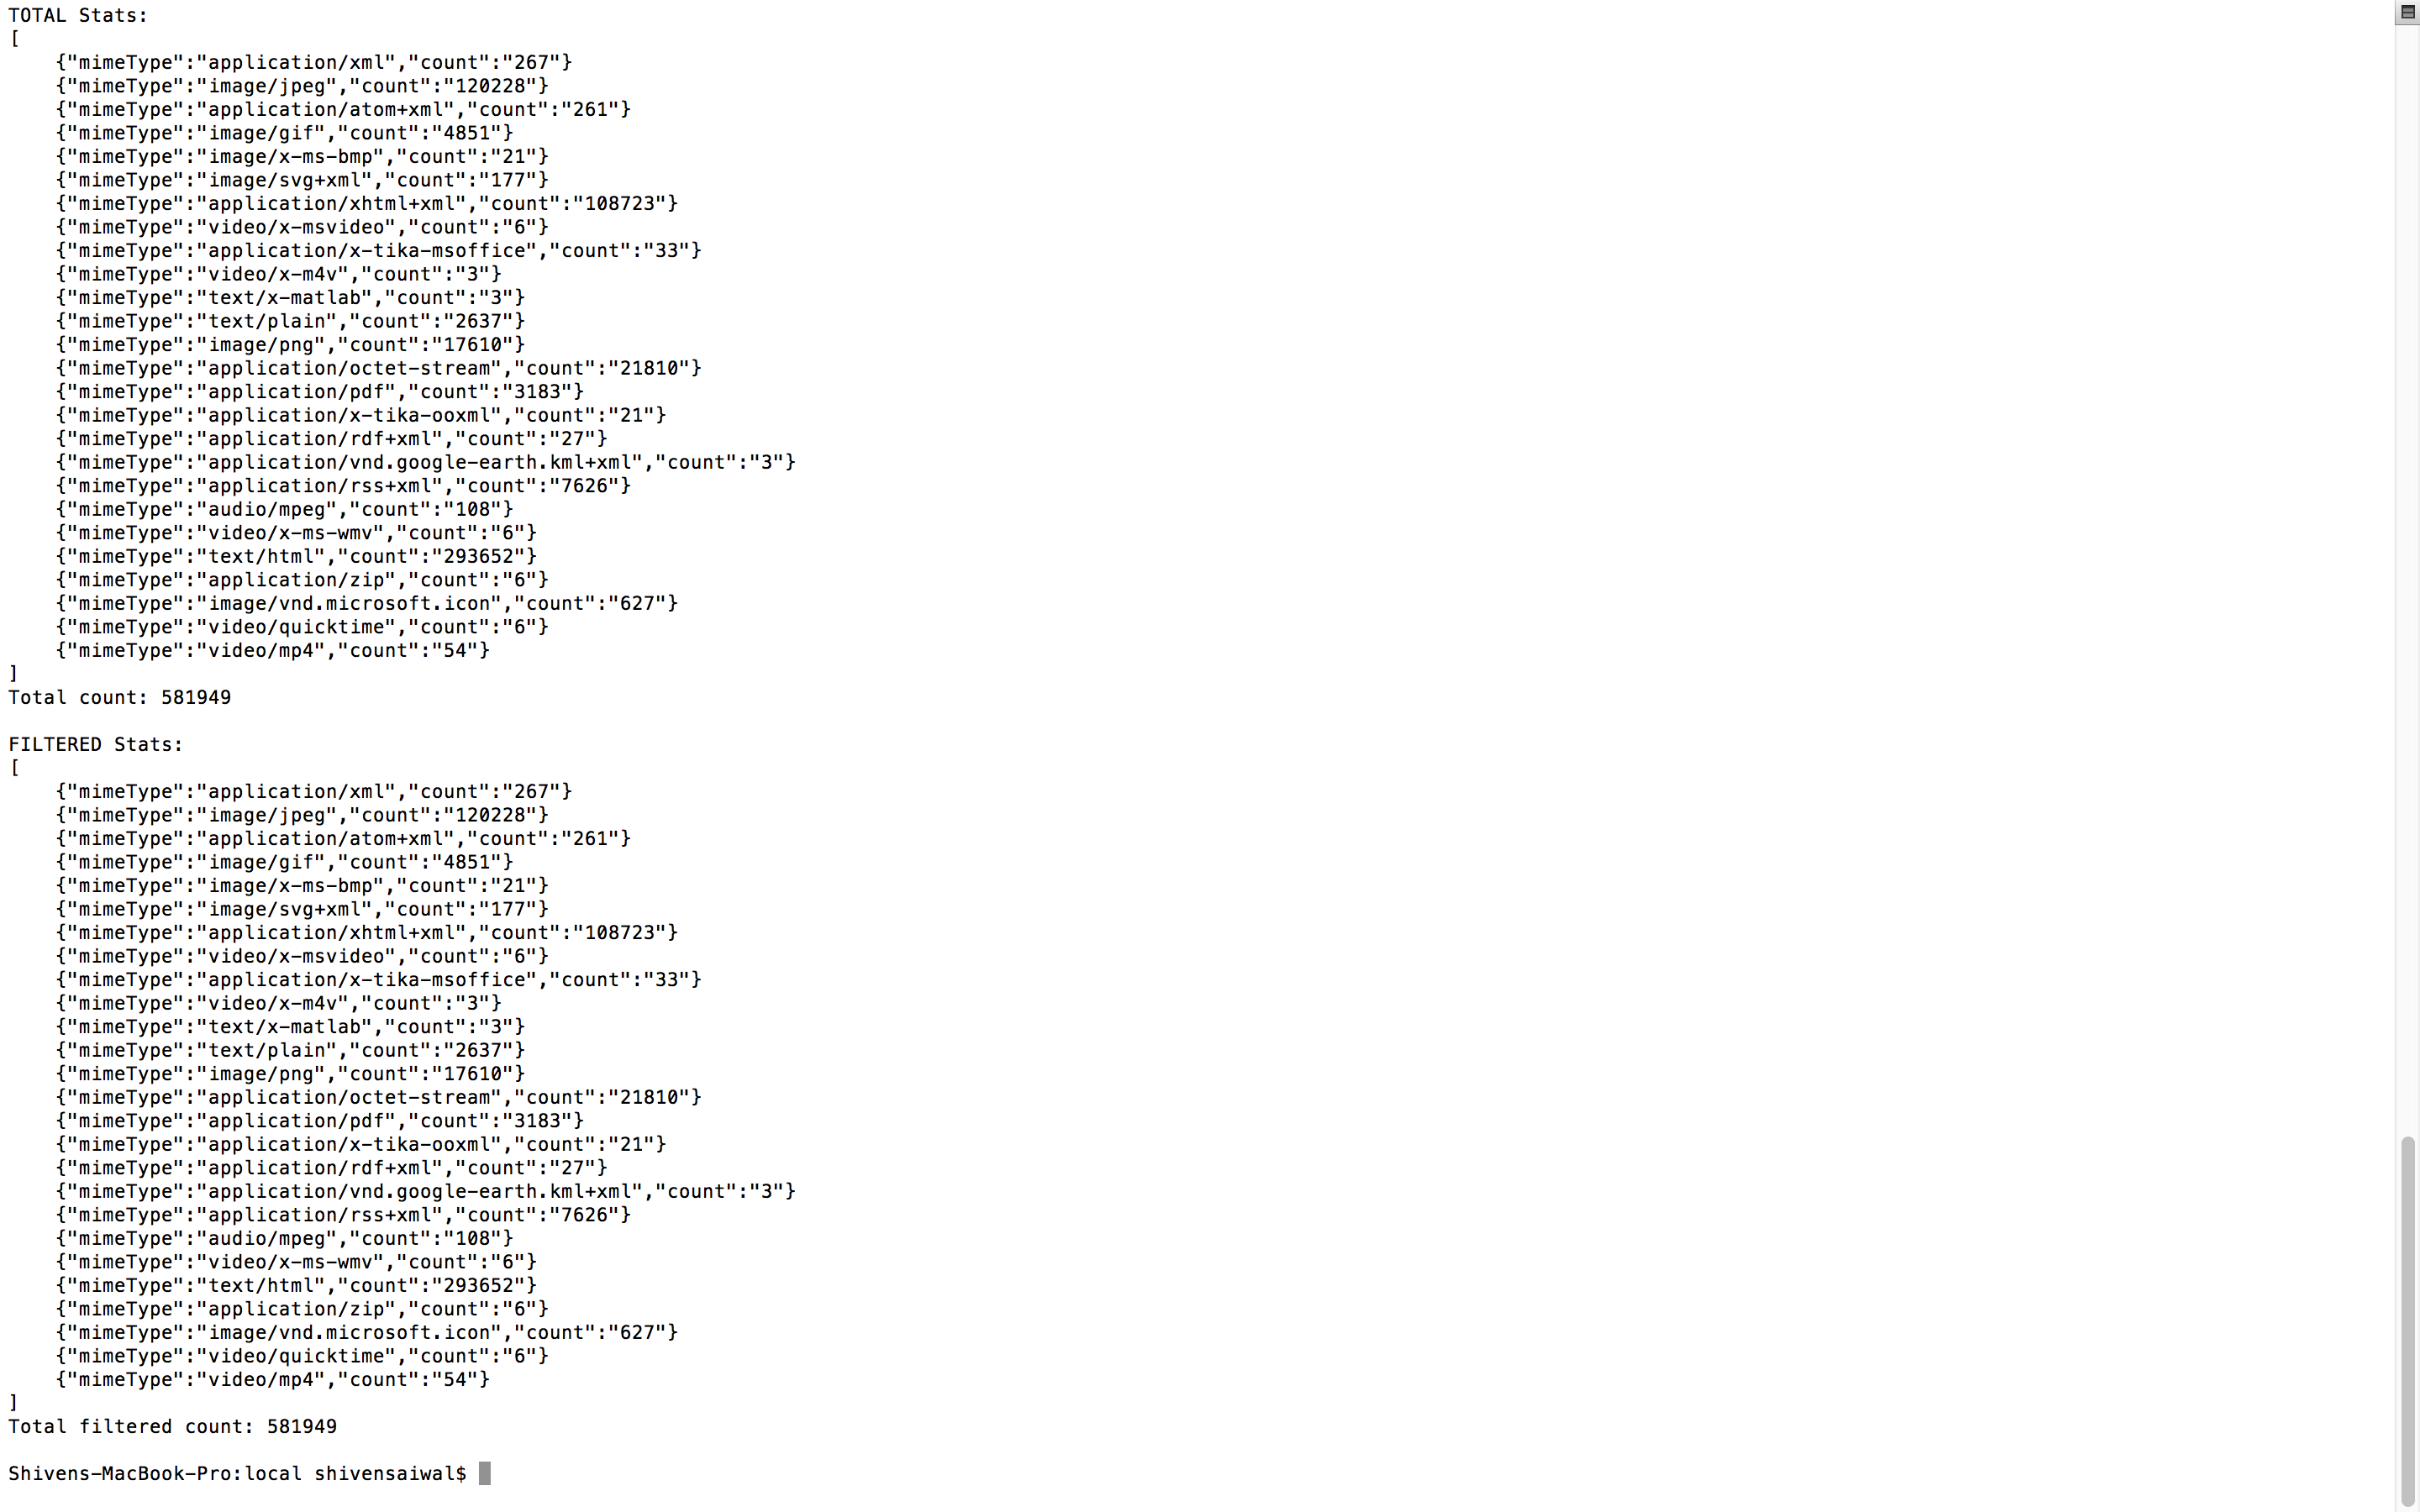 TOTAL Stats:
[
    {"mimeType":"application/xml","count":"267"}
    {"mimeType":"image/jpeg","count":"120228"}
    {"mimeType":"application/atom+xml","count":"261"}
    {"mimeType":"image/gif","count":"4851"}
    {"mimeType":"image/x-ms-bmp","count":"21"}
    {"mimeType":"image/svg+xml","count":"177"}
    {"mimeType":"application/xhtml+xml","count":"108723"}
    {"mimeType":"video/x-msvideo","count":"6"}
    {"mimeType":"application/x-tika-msoffice","count":"33"}
    {"mimeType":"video/x-m4v","count":"3"}
    {"mimeType":"text/x-matlab","count":"3"}
    {"mimeType":"text/plain","count":"2637"}
    {"mimeType":"image/png","count":"17610"}
    {"mimeType":"application/octet-stream","count":"21810"}
    {"mimeType":"application/pdf","count":"3183"}
    {"mimeType":"application/x-tika-ooxml","count":"21"}
    {"mimeType":"application/rdf+xml","count":"27"}
    {"mimeType":"application/vnd.google-earth.kml+xml","count":"3"}
    {"mimeType":"application/rss+xml","count":"7626"}
    {"mimeType":"audio/mpeg","count":"108"}
    {"mimeType":"video/x-ms-wmv","count":"6"}
    {"mimeType":"text/html","count":"293652"}
    {"mimeType":"application/zip","count":"6"}
    {"mimeType":"image/vnd.microsoft.icon","count":"627"}
    {"mimeType":"video/quicktime","count":"6"}
    {"mimeType":"video/mp4","count":"54"}
]
Total count: 581949

FILTERED Stats:
[
    {"mimeType":"application/xml","count":"267"}
    {"mimeType":"image/jpeg","count":"120228"}
    {"mimeType":"application/atom+xml","count":"261"}
    {"mimeType":"image/gif","count":"4851"}
    {"mimeType":"image/x-ms-bmp","count":"21"}
    {"mimeType":"image/svg+xml","count":"177"}
    {"mimeType":"application/xhtml+xml","count":"108723"}
    {"mimeType":"video/x-msvideo","count":"6"}
    {"mimeType":"application/x-tika-msoffice","count":"33"}
    {"mimeType":"video/x-m4v","count":"3"}
    {"mimeType":"text/x-matlab","count":"3"}
    {"mimeType":"text/plain","count":"2637"}
    {"mimeType":"image/png","count":"17610"}
    {"mimeType":"application/octet-stream","count":"21810"}
    {"mimeType":"application/pdf","count":"3183"}
    {"mimeType":"application/x-tika-ooxml","count":"21"}
    {"mimeType":"application/rdf+xml","count":"27"}
    {"mimeType":"application/vnd.google-earth.kml+xml","count":"3"}
    {"mimeType":"application/rss+xml","count":"7626"}
    {"mimeType":"audio/mpeg","count":"108"}
    {"mimeType":"video/x-ms-wmv","count":"6"}
    {"mimeType":"text/html","count":"293652"}
    {"mimeType":"application/zip","count":"6"}
    {"mimeType":"image/vnd.microsoft.icon","count":"627"}
    {"mimeType":"video/quicktime","count":"6"}
    {"mimeType":"video/mp4","count":"54"}
]
Total filtered count: 581949

Shivens-MacBook-Pro:local shivensaiwal$